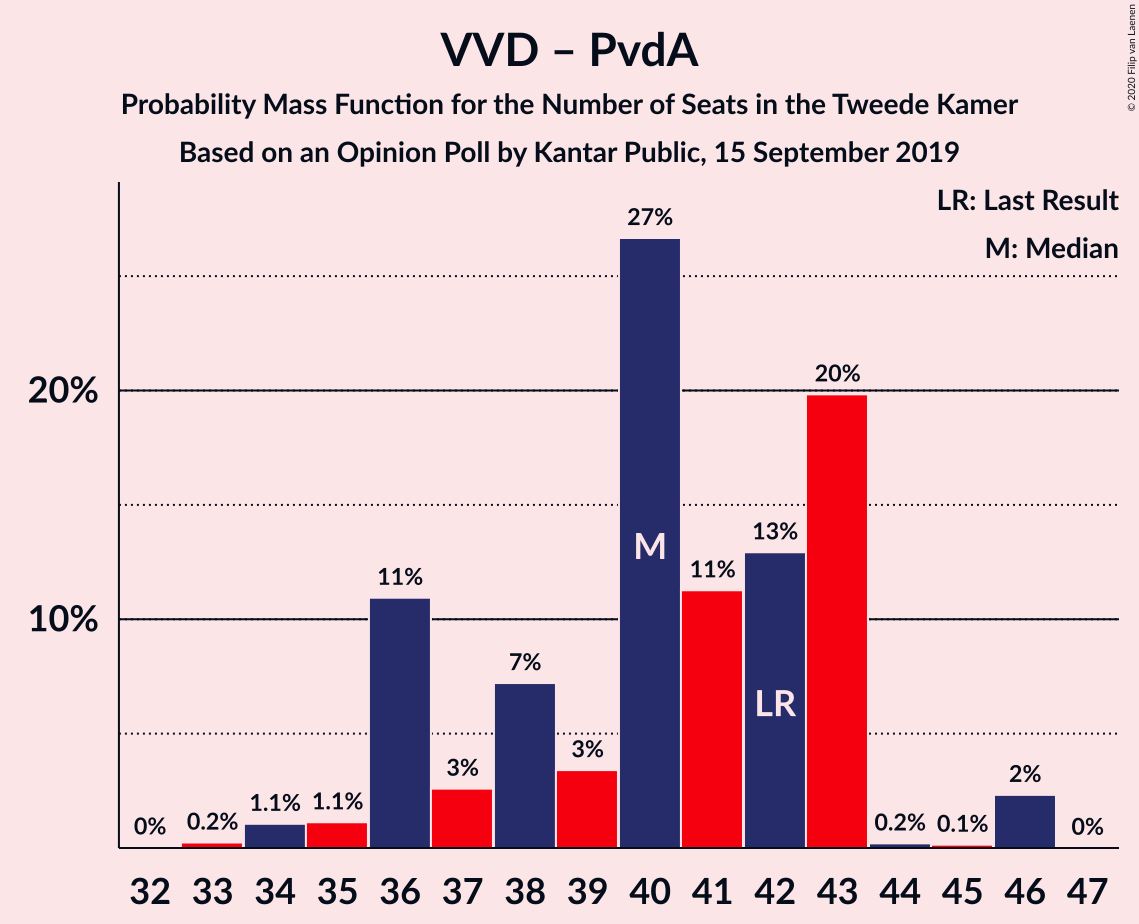 VVD – PvdA
Probability Mass Function for the Number of Seats in the Tweede Kamer
Based on an Opinion Poll by Kantar Public, 15 September 2019
© 2020 Filip van Laenen
LR: Last Result
M: Median
20%
10%
0%
0.2%
1.1%
1.1%
11%
3%
7%
3%
27%
M
11%
13%
LR
20%
0.2%
0.1%
2%
0%
32 33 34 35 36 37 38 39 40 41 42 43 44 45 46 47